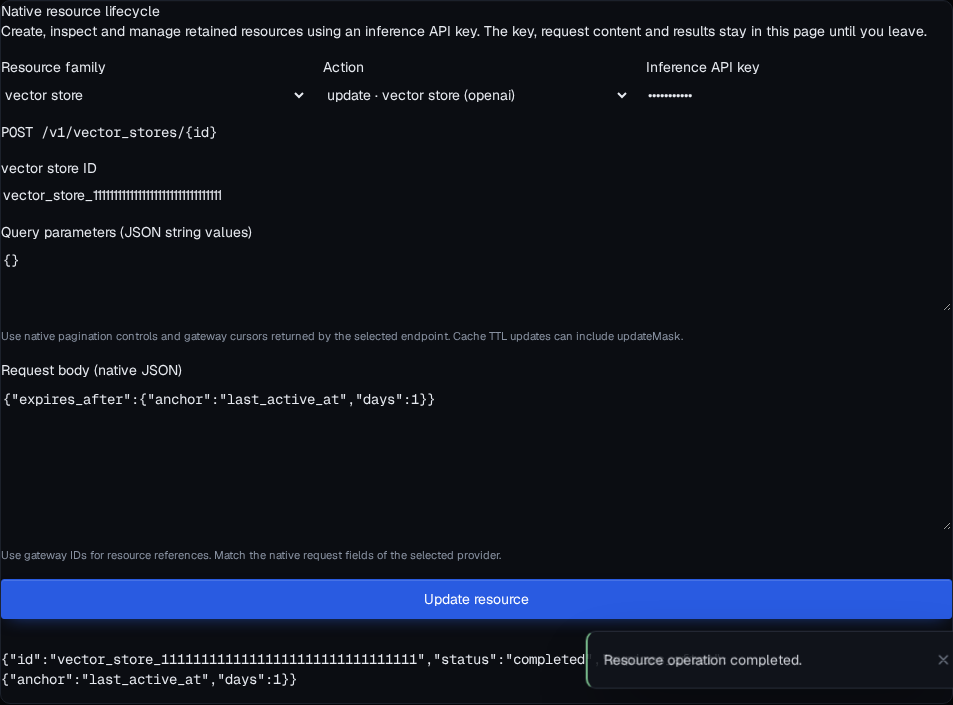 Native resource lifecycle
Create, inspect and manage retained resources using an inference API key. The key, request content and results stay in this page until you leave.
Resource family
Action
Inference API key
vector store
update · vector store (openai)
•••••••••••
POST /v1/vector_stores/{id}
vector store ID
vector_store_11111111111111111111111111111111
Query parameters (JSON string values)
{}
Use native pagination controls and gateway cursors returned by the selected endpoint. Cache TTL updates can include updateMask.
Request body (native JSON)
{"expires_after":{"anchor":"last_active_at","days":1}}
Use gateway IDs for resource references. Match the native request fields of the selected provider.
Update resource
{"id":"vector_store_11111111111111111111111111111111","status":"completed",
{"anchor":"last_active_at","days":1}}
Resource operation completed.